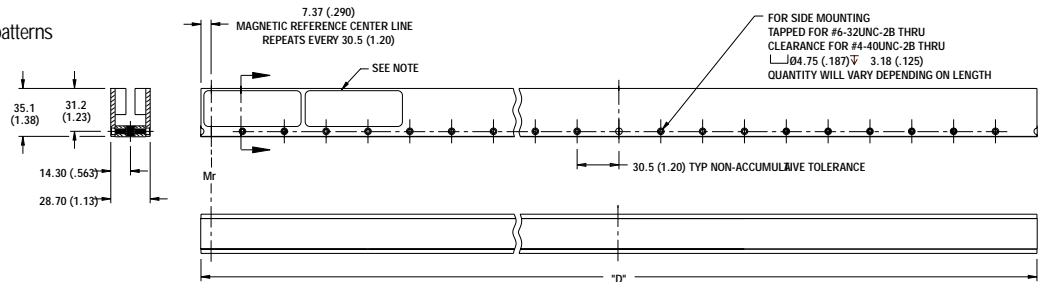 patterns
7.37 (.290)
MAGNETIC REFERENCE CENTER LINE
REPEATS EVERY 30.5 (1.20)
FOR SIDE MOUNTING
TAPPED FOR #6-32UNC-2B THRU
CLEARANCE FOR #4-40UNC-2B THRU
⌴Ø4.75 (.187)↧ 3.18 (.125)
QUANTITY WILL VARY DEPENDING ON LENGTH
SEE NOTE
35.1
(1.38)
31.2
(1.23)
14.30 (.563)
28.70 (1.13)
Mr
30.5 (1.20) TYP NON-ACCUMULATIVE TOLERANCE
"D"